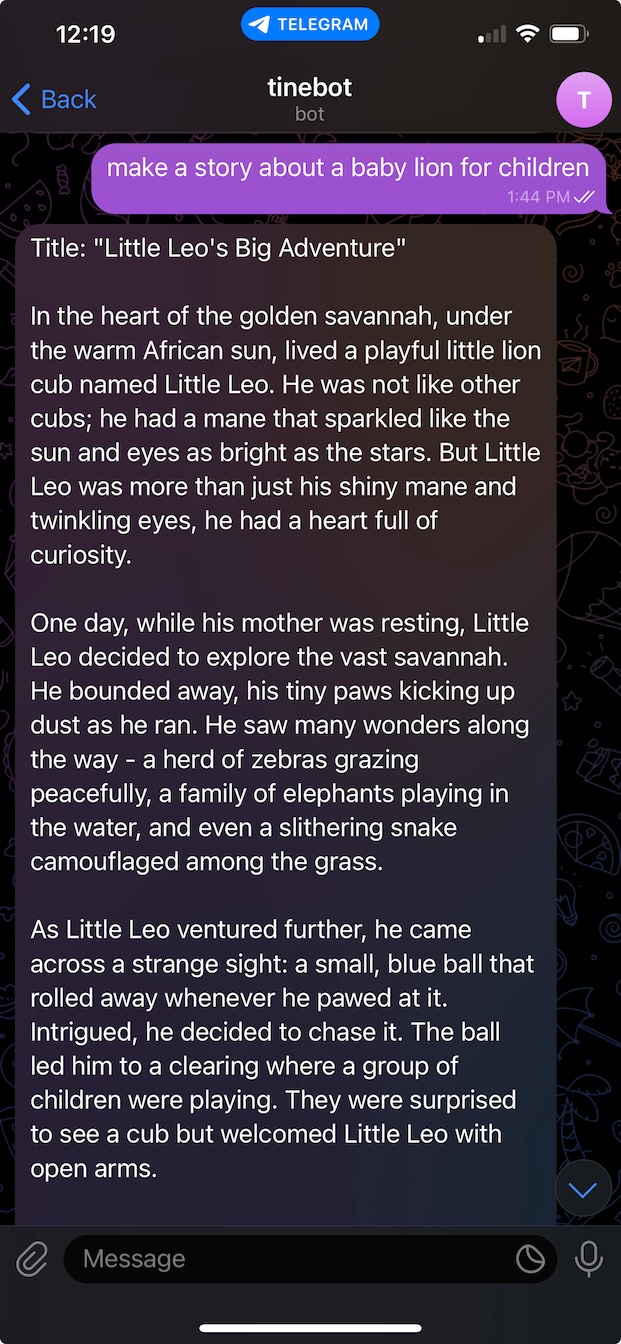 12:19
TELEGRAM
Back
tinebot
bot
T
make a story about a baby lion for children
1:44 PM
Title: "Little Leo's Big Adventure"
In the heart of the golden savannah, under
the warm African sun, lived a playful little lion
cub named Little Leo. He was not like other
cubs; he had a mane that sparkled like the
sun and eyes as bright as the stars. But Little
Leo was more than just his shiny mane and
twinkling eyes, he had a heart full of
curiosity.
One day, while his mother was resting, Little
Leo decided to explore the vast savannah.
He bounded away, his tiny paws kicking up
dust as he ran. He saw many wonders along
the way - a herd of zebras grazing
peacefully, a family of elephants playing in
the water, and even a slithering snake
camouflaged among the grass.
As Little Leo ventured further, he came
across a strange sight: a small, blue ball that
rolled away whenever he pawed at it.
Intrigued, he decided to chase it. The ball
led him to a clearing where a group of
children were playing. They were surprised
to see a cub but welcomed Little Leo with
open arms.
Message